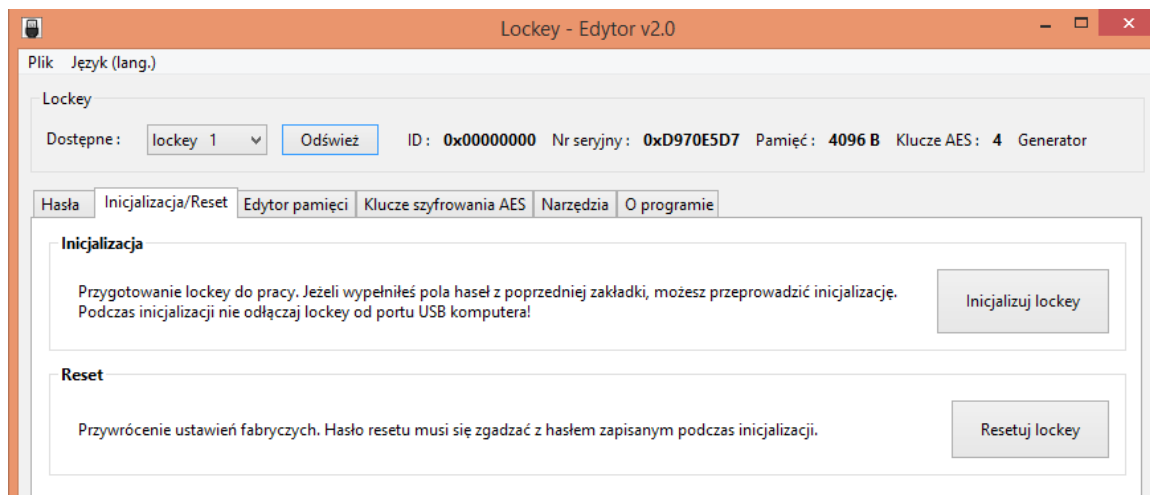 Lockey - Edytor v2.0
Plik Język (lang.)
Lockey
Dostępne : lockey 1 Odśwież ID : 0x00000000 Nr seryjny : 0xD970E5D7 Pamięć : 4096 B Klucze AES : 4 Generator
Hasła Inicjalizacja/Reset Edytor pamięci Klucze szyfrowania AES Narzędzia O programie
Inicjalizacja
Przygotowanie lockey do pracy. Jeżeli wypełniłeś pola haseł z poprzedniej zakładki, możesz przeprowadzić inicjalizację.
Podczas inicjalizacji nie odłączaj lockey od portu USB komputera!
Inicjalizuj lockey
Reset
Przywrócenie ustawień fabrycznych. Hasło resetu musi się zgadzać z hasłem zapisanym podczas inicjalizacji.
Resetuj lockey